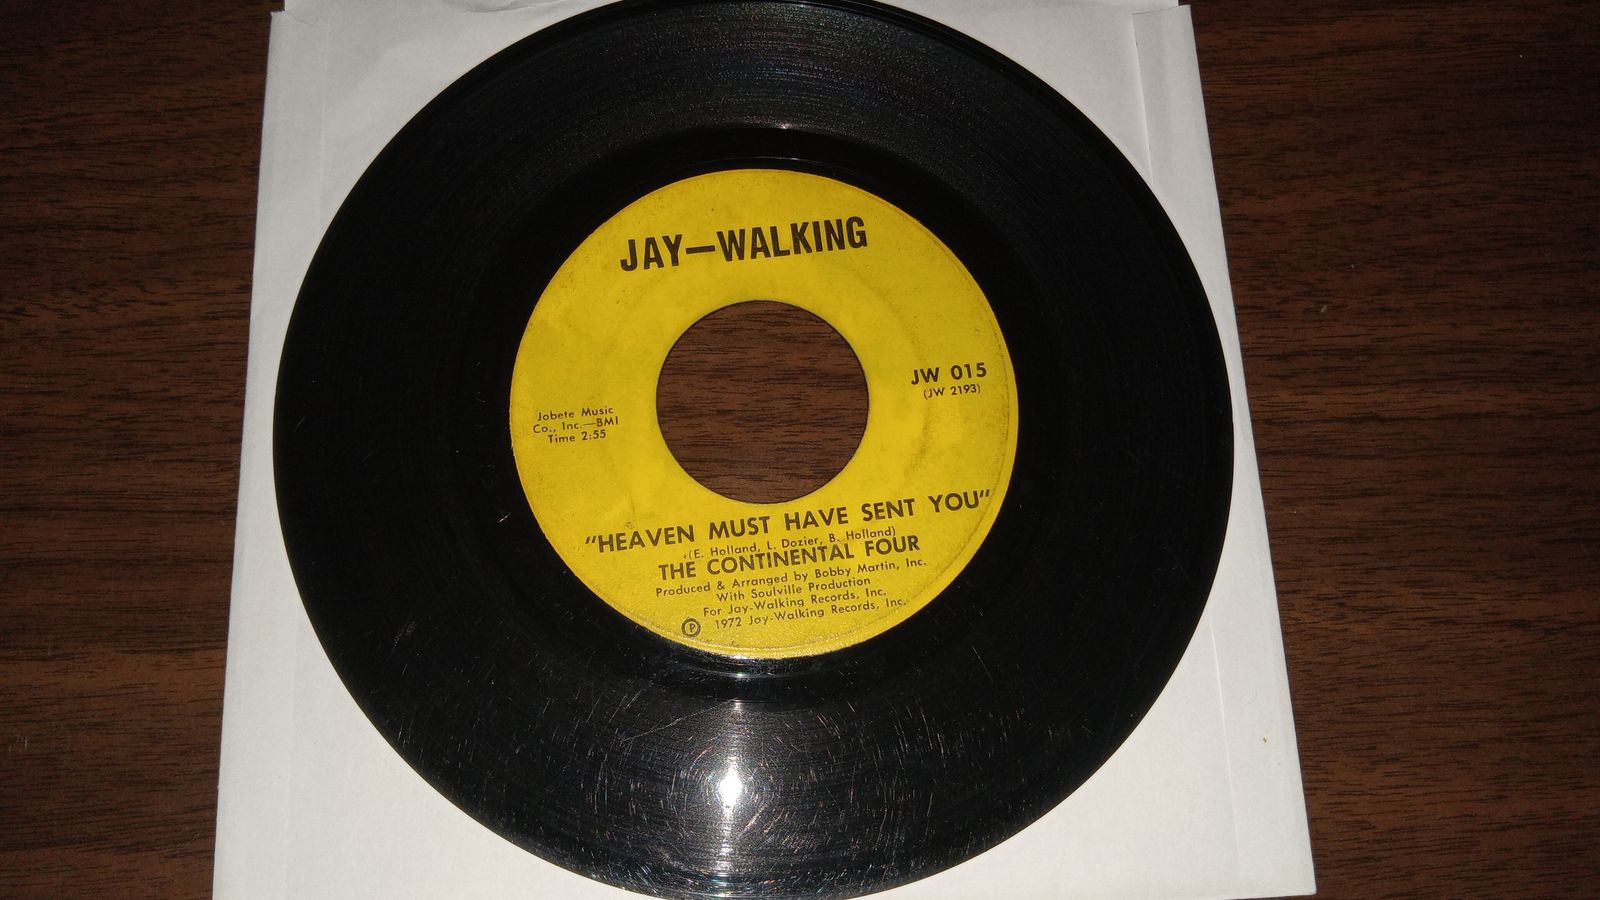 JAY—WALKING
JW 015
(JW 2193)
Jobete Music
Co., Inc.—BMI
Time 2:55
"HEAVEN MUST HAVE SENT YOU"
(E. Holland, L. Dozier, B. Holland)
THE CONTINENTAL FOUR
Produced & Arranged by Bobby Martin, Inc.
With Soulville Production
For Jay-Walking Records, Inc.
Ⓟ 1972 Jay-Walking Records, Inc.